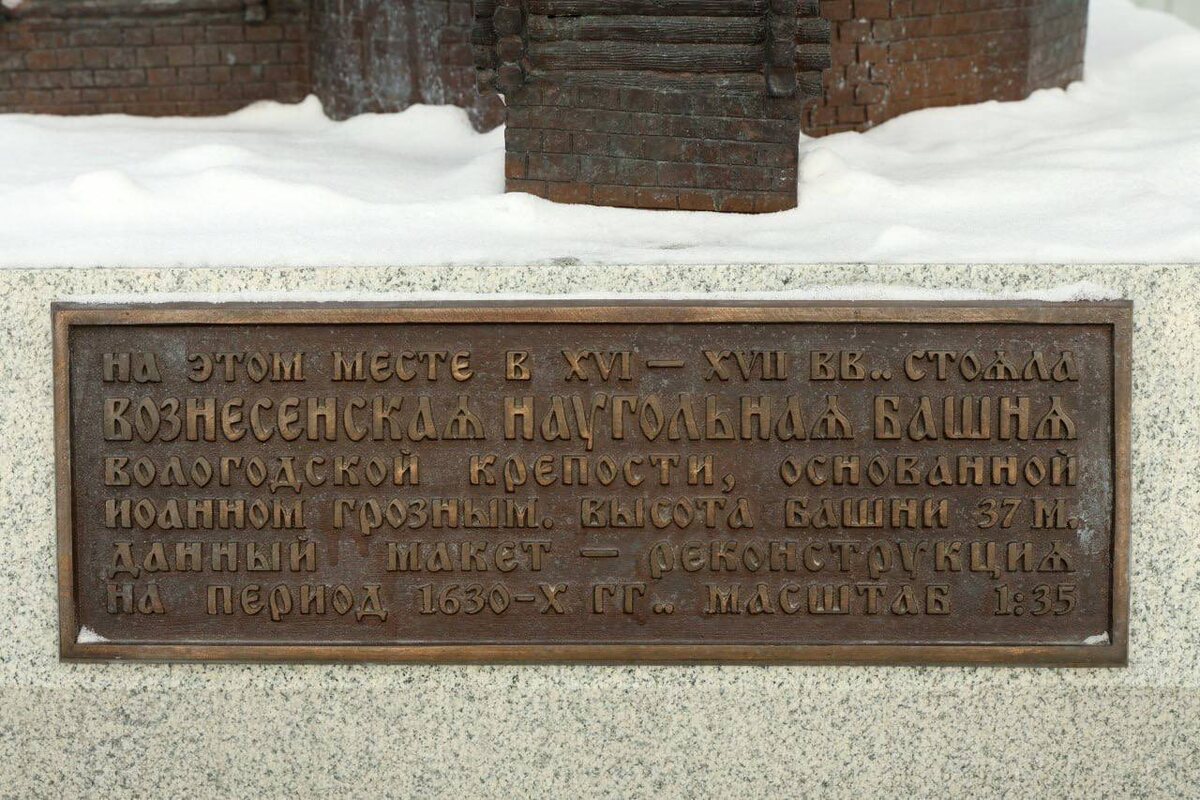 НА ЭТОМ МЕСТЕ В XVI — XVII ВВ.. СТОѦЛА
ВОЗНЕСЕНСКАѦ НАУГОЛЬНАѦ БАШНѦ
ВОЛОГОДСКОЙ КРЕПОСТИ, ОСНОВАННОЙ
ИОАННОМ ГРОЗНЫМ. ВЫСОТА БАШНИ 37 М.
ДАННЫЙ МАКЕТ — РЕКОНСТРУКЦИѦ
НА ПЕРИОД 1630-Х ГГ.. МАСШТАБ 1:35